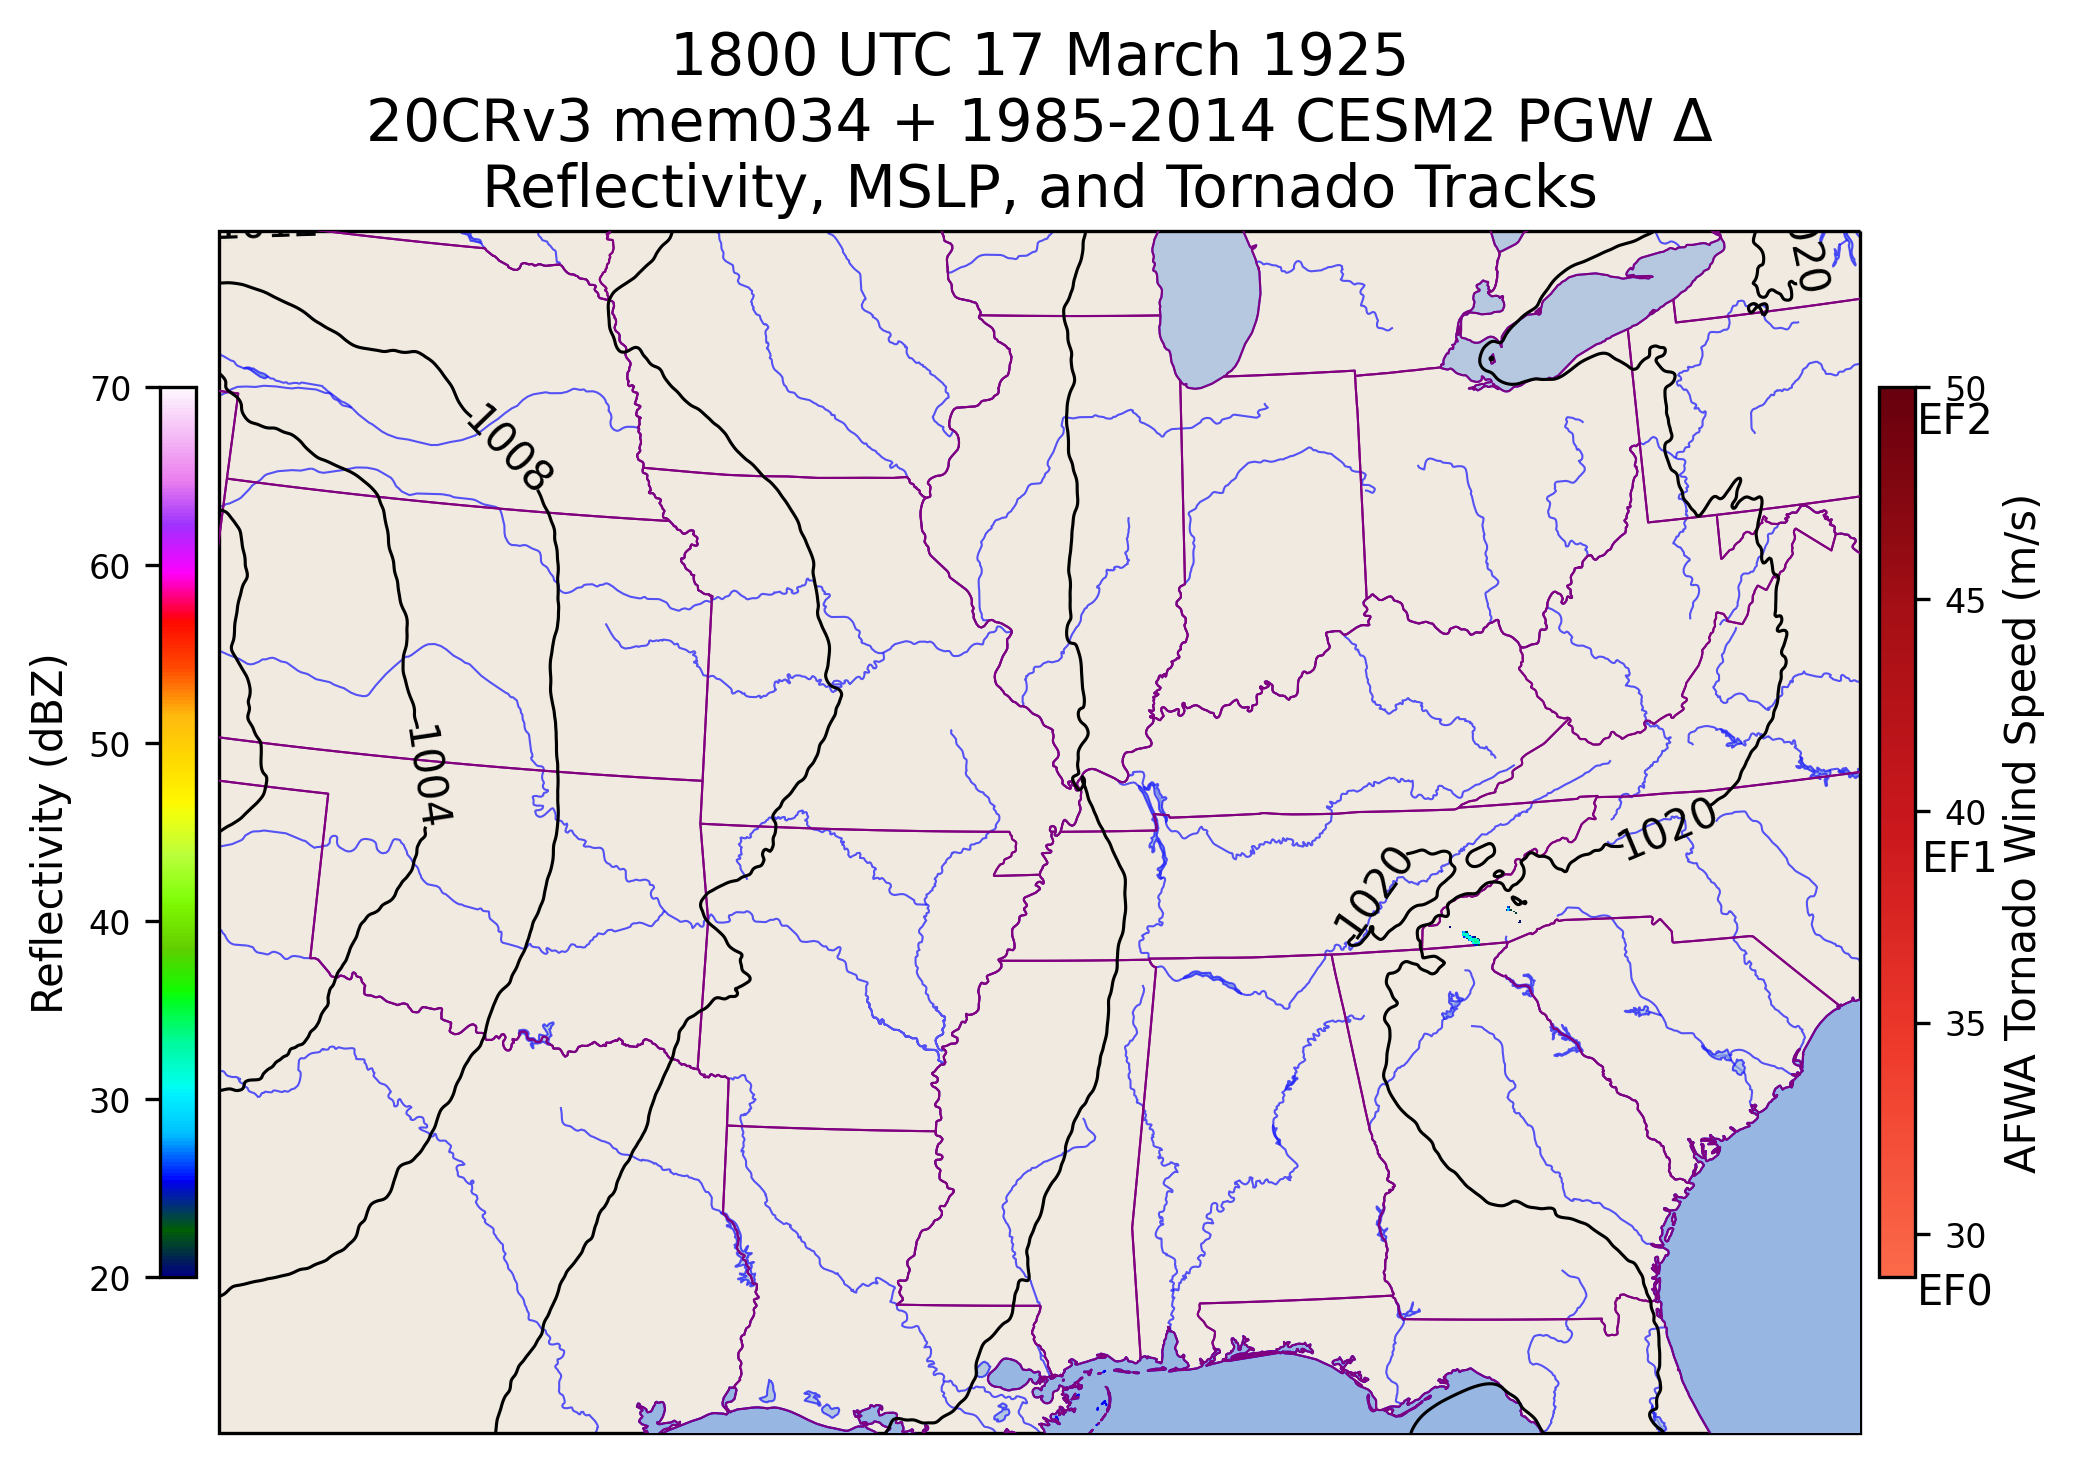 1800 UTC 17 March 1925
20CRv3 mem034 + 1985-2014 CESM2 PGW Δ
Reflectivity, MSLP, and Tornado Tracks
Reflectivity (dBZ)
70
60
50
40
30
20
1008
1004
1020
1020
50
EF2
45
40
EF1
35
30
EF0
AFWA Tornado Wind Speed (m/s)